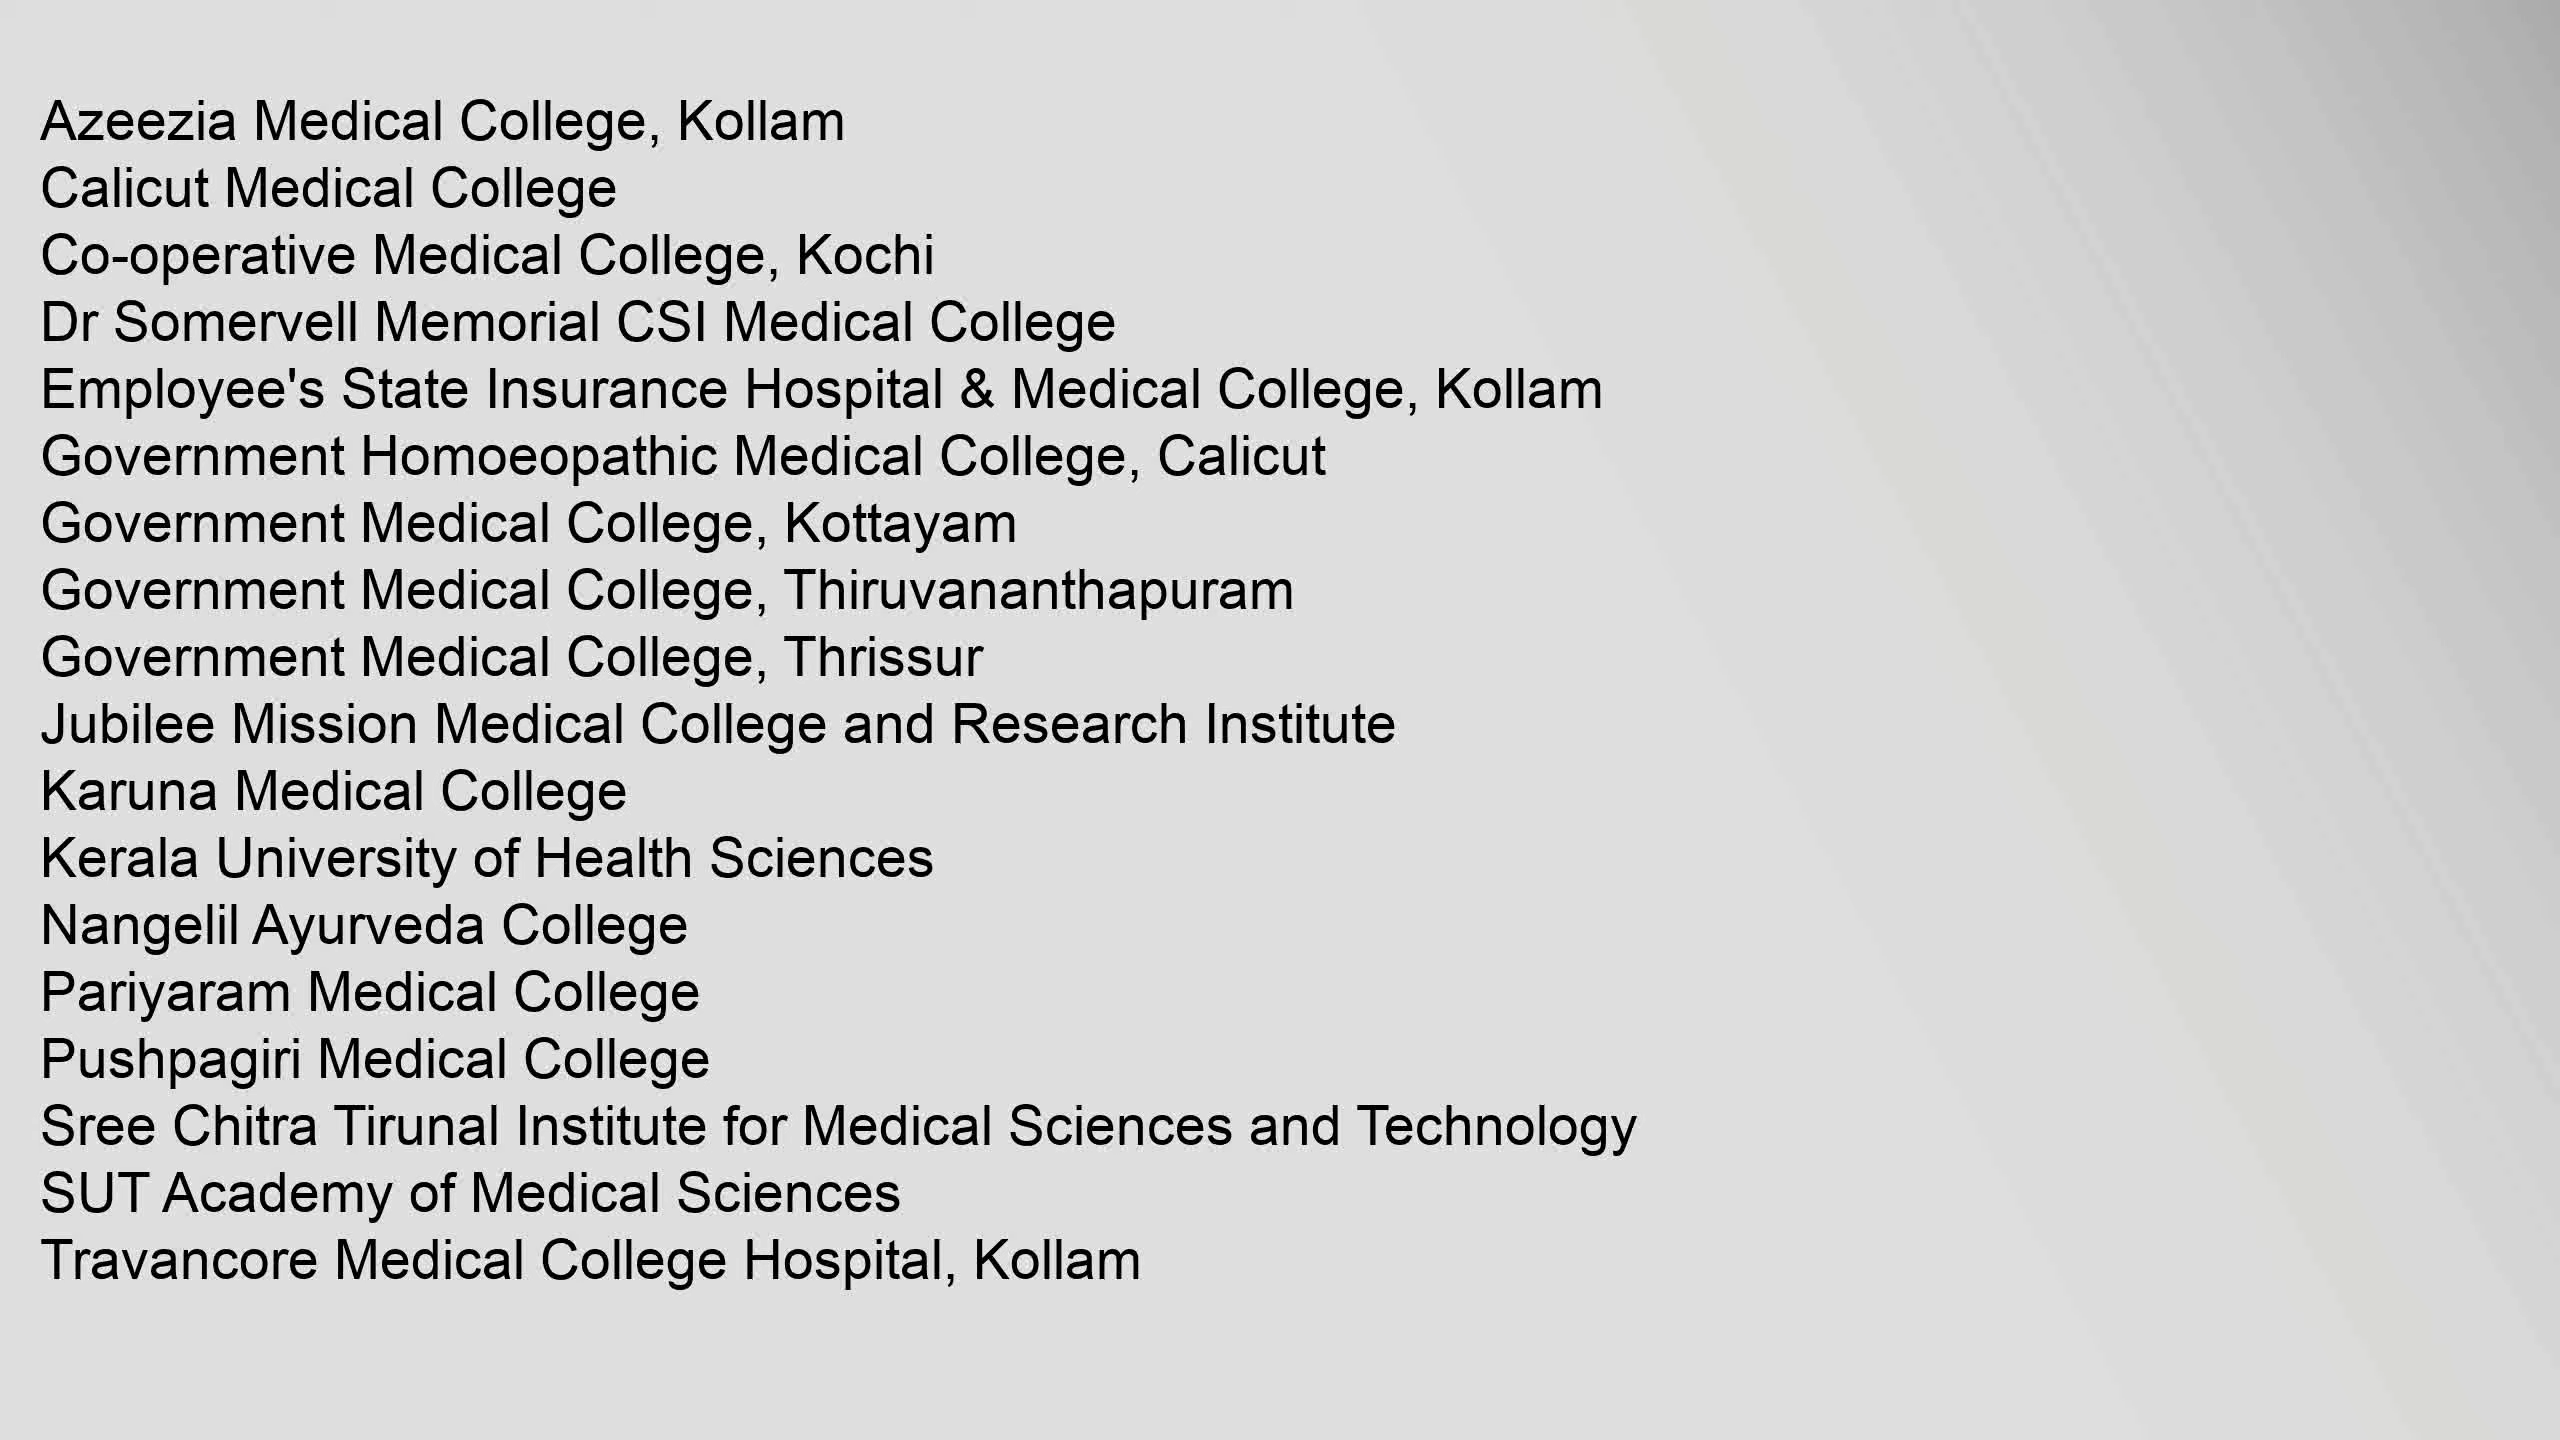 Azeezia Medical College, Kollam
Calicut Medical College
Co-operative Medical College, Kochi
Dr Somervell Memorial CSI Medical College
Employee's State Insurance Hospital & Medical College, Kollam
Government Homoeopathic Medical College, Calicut
Government Medical College, Kottayam
Government Medical College, Thiruvananthapuram
Government Medical College, Thrissur
Jubilee Mission Medical College and Research Institute
Karuna Medical College
Kerala University of Health Sciences
Nangelil Ayurveda College
Pariyaram Medical College
Pushpagiri Medical College
Sree Chitra Tirunal Institute for Medical Sciences and Technology
SUT Academy of Medical Sciences
Travancore Medical College Hospital, Kollam